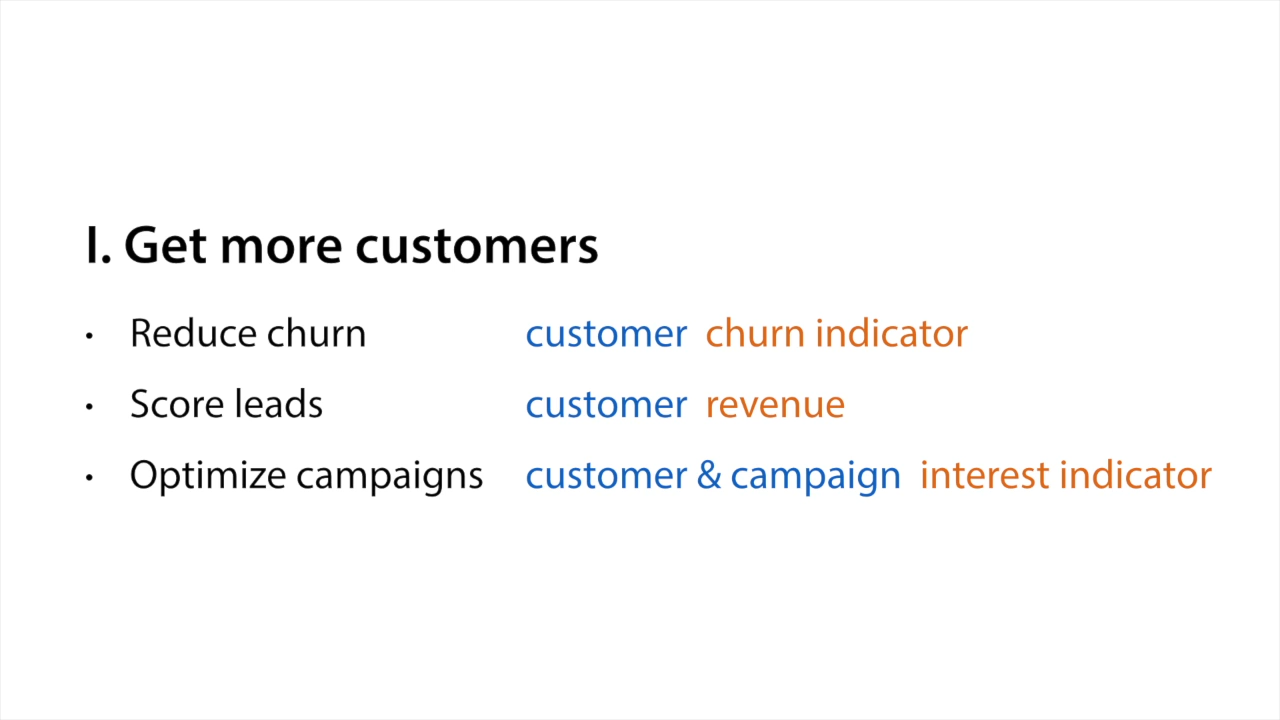 I. Get more customers
• Reduce churn customer churn indicator
• Score leads customer revenue
• Optimize campaigns customer & campaign interest indicator